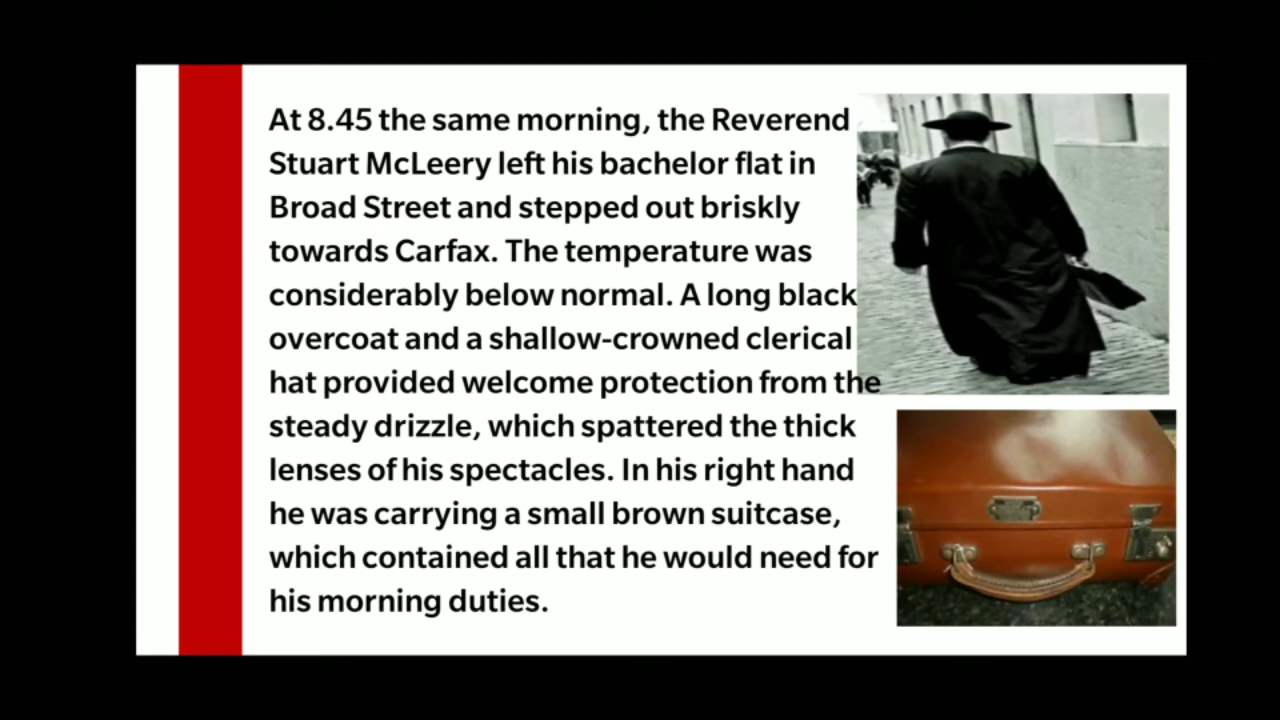 At 8.45 the same morning, the Reverend
Stuart McLeery left his bachelor flat in
Broad Street and stepped out briskly
towards Carfax. The temperature was
considerably below normal. A long black
overcoat and a shallow-crowned clerical
hat provided welcome protection from the
steady drizzle, which spattered the thick
lenses of his spectacles. In his right hand
he was carrying a small brown suitcase,
which contained all that he would need for
his morning duties.